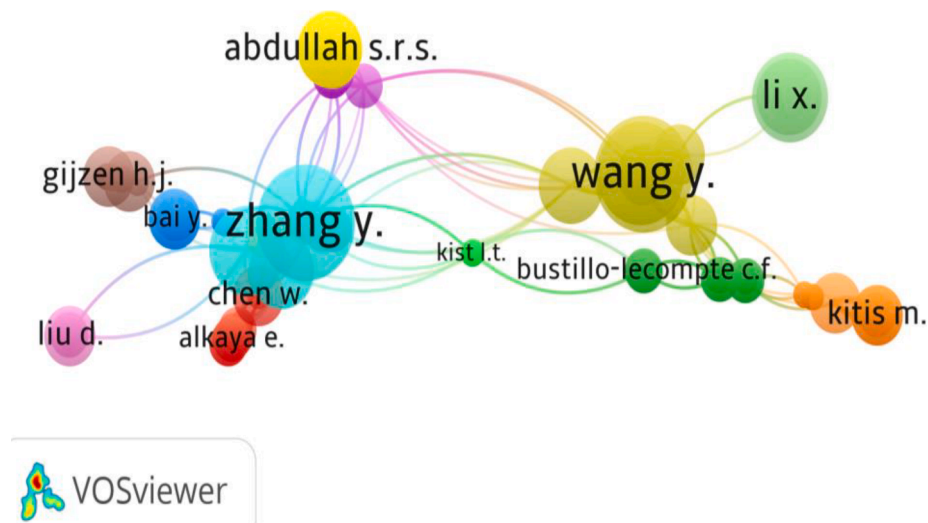 abdullah s.r.s.
li x.
gijzen h.j.
wang y.
bai y.
zhang y.
kist l.t.
bustillo-lecompte c.f.
chen w.
kitis m.
liu d.
alkaya e.
VOSviewer